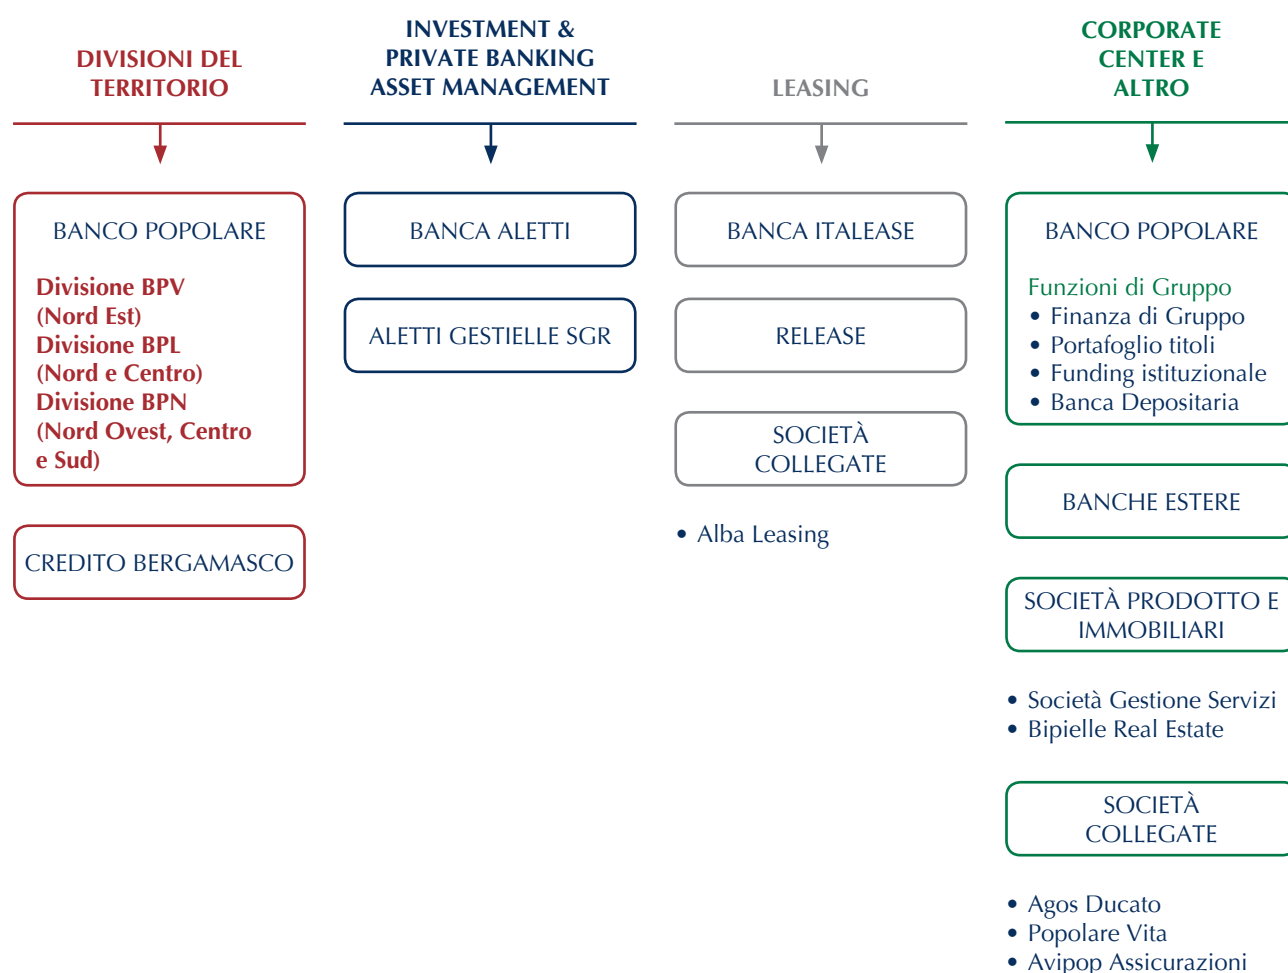 DIVISIONI DEL
TERRITORIO
BANCO POPOLARE
Divisione BPV
(Nord Est)
Divisione BPL
(Nord e Centro)
Divisione BPN
(Nord Ovest, Centro
e Sud)
CREDITO BERGAMASCO
INVESTMENT &
PRIVATE BANKING
ASSET MANAGEMENT
BANCA ALETTI
ALETTI GESTIELLE SGR
LEASING
BANCA ITALEASE
RELEASE
SOCIETÀ
COLLEGATE
• Alba Leasing
CORPORATE
CENTER E
ALTRO
BANCO POPOLARE
Funzioni di Gruppo
• Finanza di Gruppo
• Portafoglio titoli
• Funding istituzionale
• Banca Depositaria
BANCHE ESTERE
SOCIETÀ PRODOTTO E
IMMOBILIARI
• Società Gestione Servizi
• Bipielle Real Estate
SOCIETÀ
COLLEGATE
• Agos Ducato
• Popolare Vita
• Avipop Assicurazioni